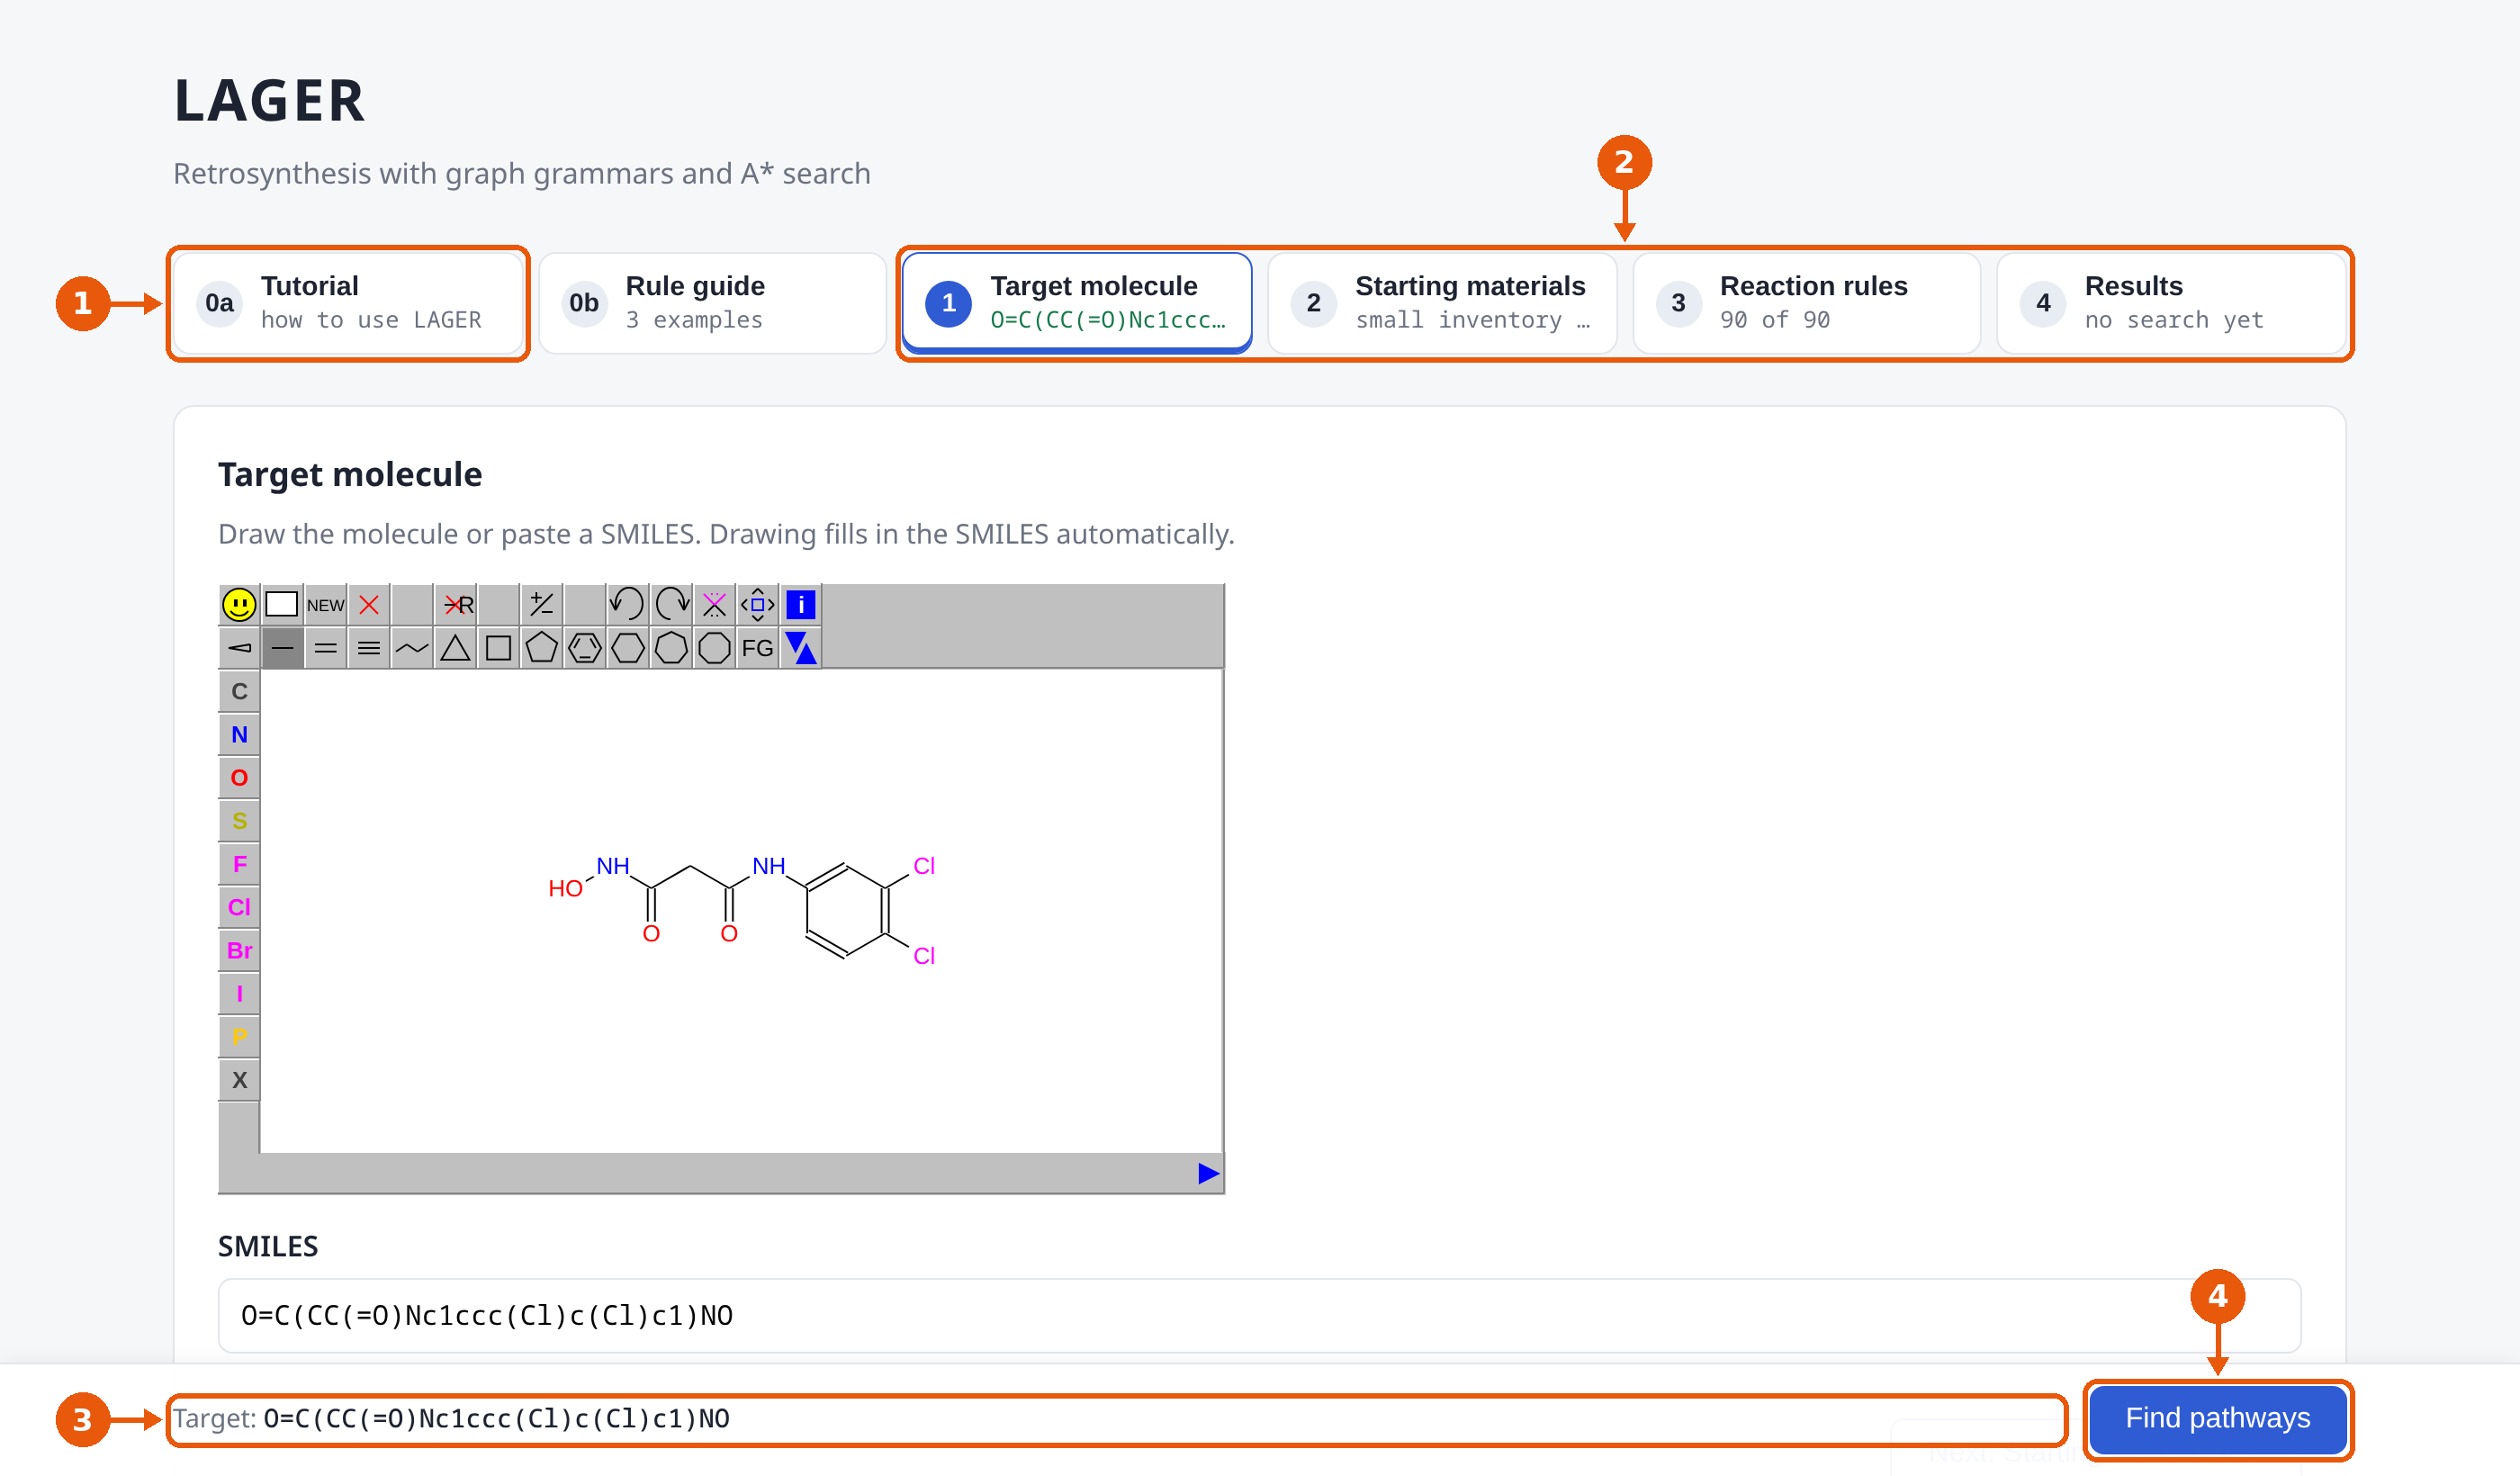 LAGER
Retrosynthesis with graph grammars and A* search
2
1
0a Tutorial
how to use LAGER
0b Rule guide
3 examples
1 Target molecule
O=C(CC(=O)Nc1ccc…
2 Starting materials
small inventory …
3 Reaction rules
90 of 90
4 Results
no search yet
Target molecule
Draw the molecule or paste a SMILES. Drawing fills in the SMILES automatically.
NEW R i
FG
C
N
O
S
F
Cl
Br
I
P
X
HO NH O O NH Cl Cl
SMILES
O=C(CC(=O)Nc1ccc(Cl)c(Cl)c1)NO
4
3
Target: O=C(CC(=O)Nc1ccc(Cl)c(Cl)c1)NO
Find pathways